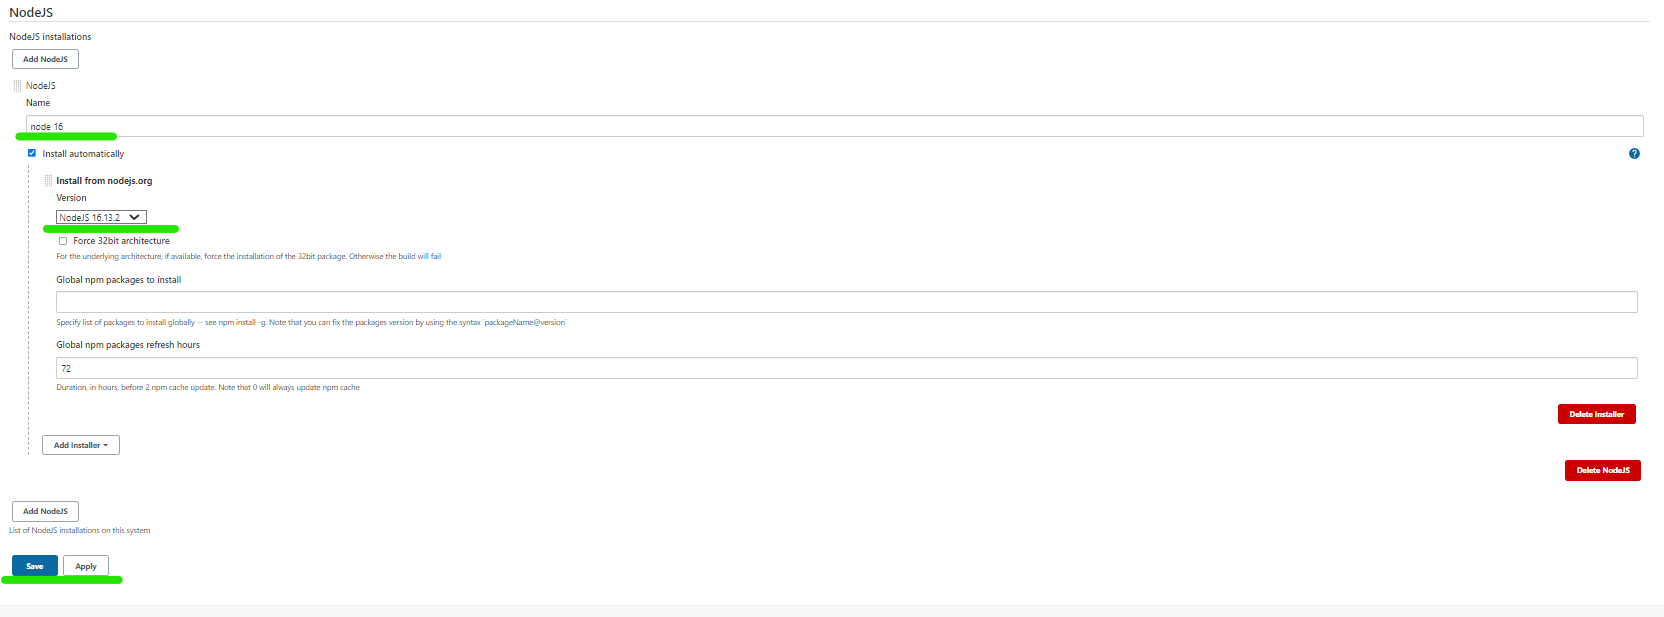 NodeJS
NodeJS installations
Add NodeJS
NodeJS
Name
node 16
Install automatically
?
Install from nodejs.org
Version
NodeJS 16.13.2
Force 32bit architecture
For the underlying architecture, if available, force the installation of the 32bit package. Otherwise the build will fail
Global npm packages to install
Specify list of packages to install globally -- see npm install -g. Note that you can fix the packages version by using the syntax `packageName@version`
Global npm packages refresh hours
72
Duration, in hours, before 2 npm cache update. Note that 0 will always update npm cache
Delete Installer
Add Installer
Delete NodeJS
Add NodeJS
List of NodeJS installations on this system
Save Apply